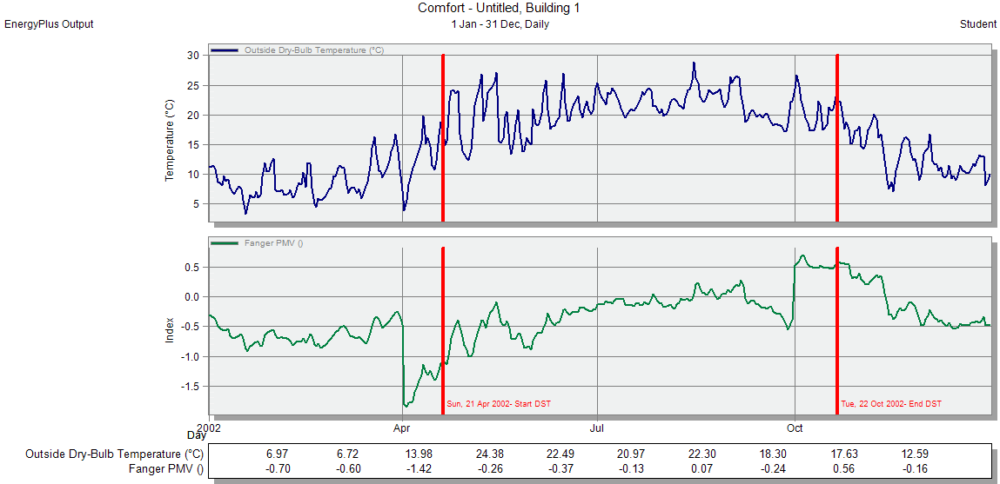 Comfort - Untitled, Building 1
EnergyPlus Output 1 Jan - 31 Dec, Daily Student
Outside Dry-Bulb Temperature (°C)
Temperature (°C)
30
25
20
15
10
5
Fanger PMV ()
Index
0.5
0.0
-0.5
-1.0
-1.5
Sun, 21 Apr 2002- Start DST
Tue, 22 Oct 2002- End DST
2002 Apr Jul Oct
Day
Outside Dry-Bulb Temperature (°C) 6.97 6.72 13.98 24.38 22.49 20.97 22.30 18.30 17.63 12.59
Fanger PMV () -0.70 -0.60 -1.42 -0.26 -0.37 -0.13 0.07 -0.24 0.56 -0.16